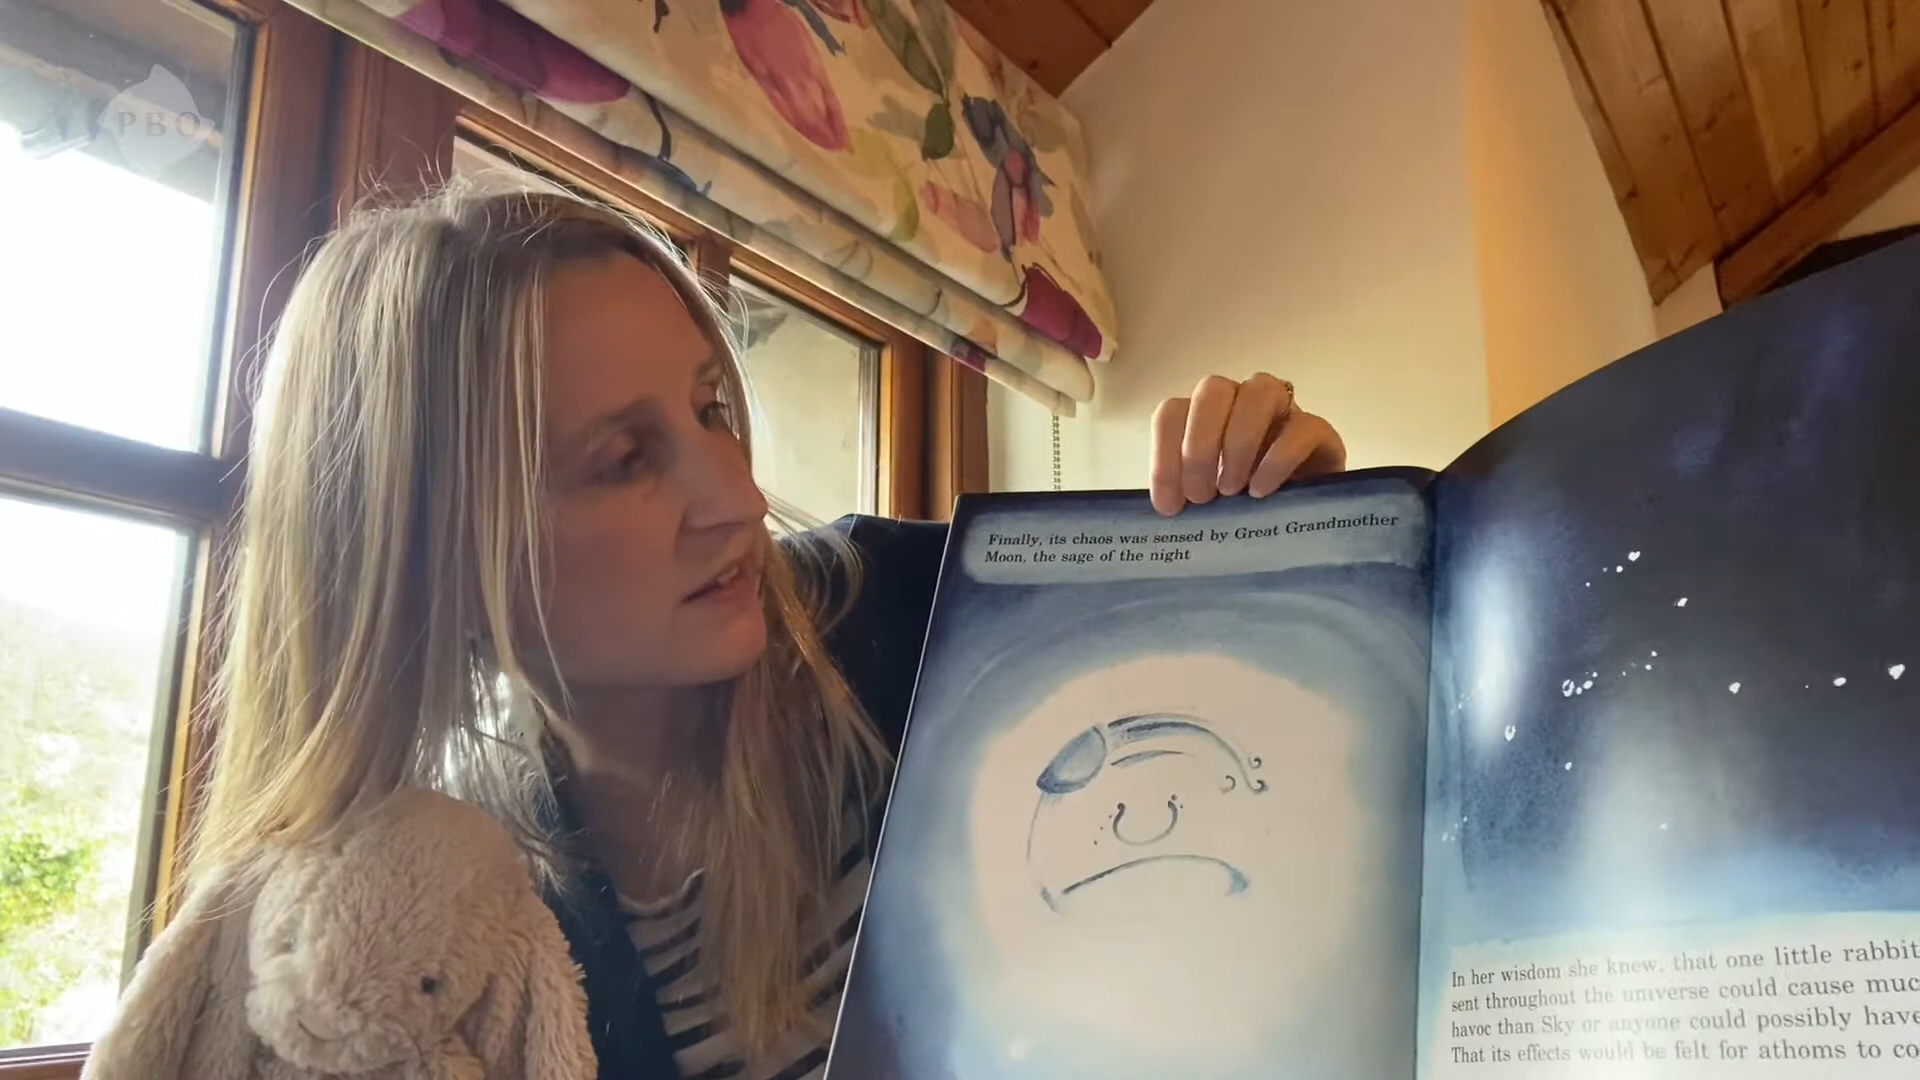 PBO
Finally, its chaos was sensed by Great Grandmother
Moon, the sage of the night
In her wisdom she knew, that one little rabbit
sent throughout the universe could cause muc
havoc than Sky or anyone could possibly have
That its effects would be felt for athoms to co